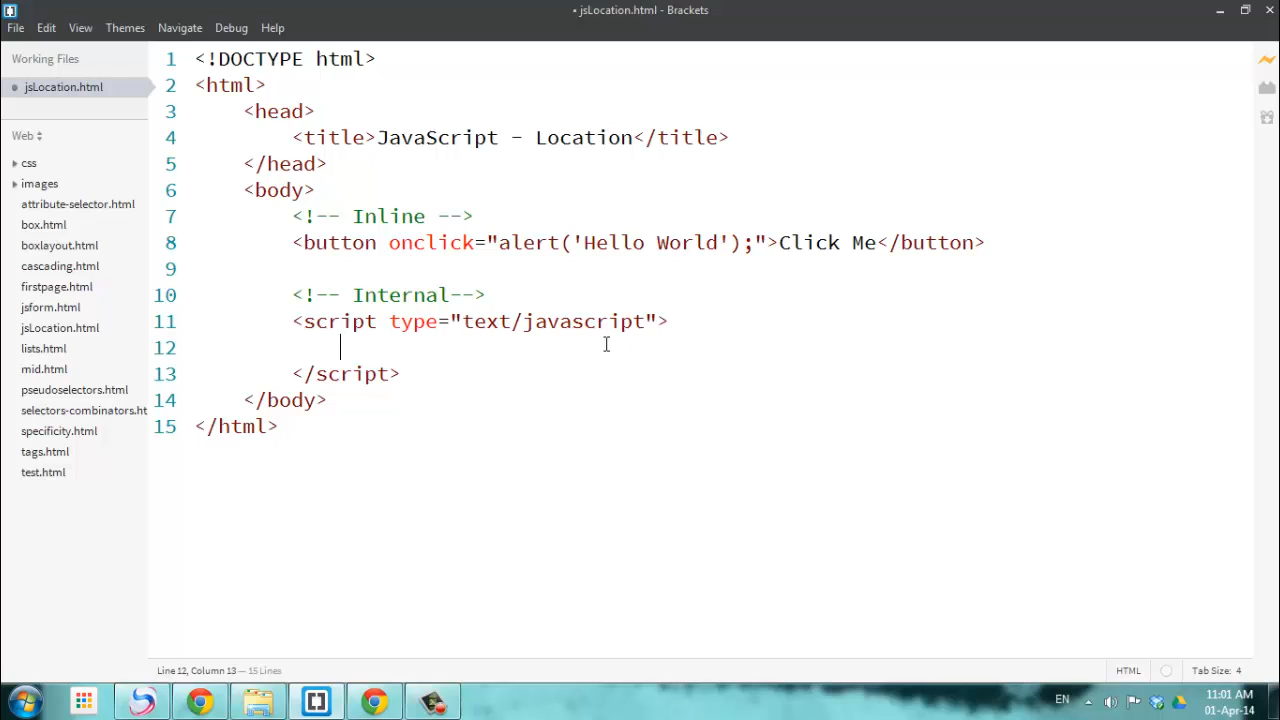 • jsLocation.html - Brackets
File Edit View Themes Navigate Debug Help
Working Files
jsLocation.html
Web
css
images
attribute-selector.html
box.html
boxlayout.html
cascading.html
firstpage.html
jsform.html
jsLocation.html
lists.html
mid.html
pseudoselectors.html
selectors-combinators.ht
specificity.html
tags.html
test.html
1 <!DOCTYPE html>
2 <html>
3 <head>
4 <title>JavaScript - Location</title>
5 </head>
6 <body>
7 <!-- Inline -->
8 <button onclick="alert('Hello World');">Click Me</button>
9
10 <!-- Internal-->
11 <script type="text/javascript">
12
13 </script>
14 </body>
15 </html>
Line 12, Column 13 — 15 Lines
HTML
Tab Size: 4
EN
11:01 AM
01-Apr-14